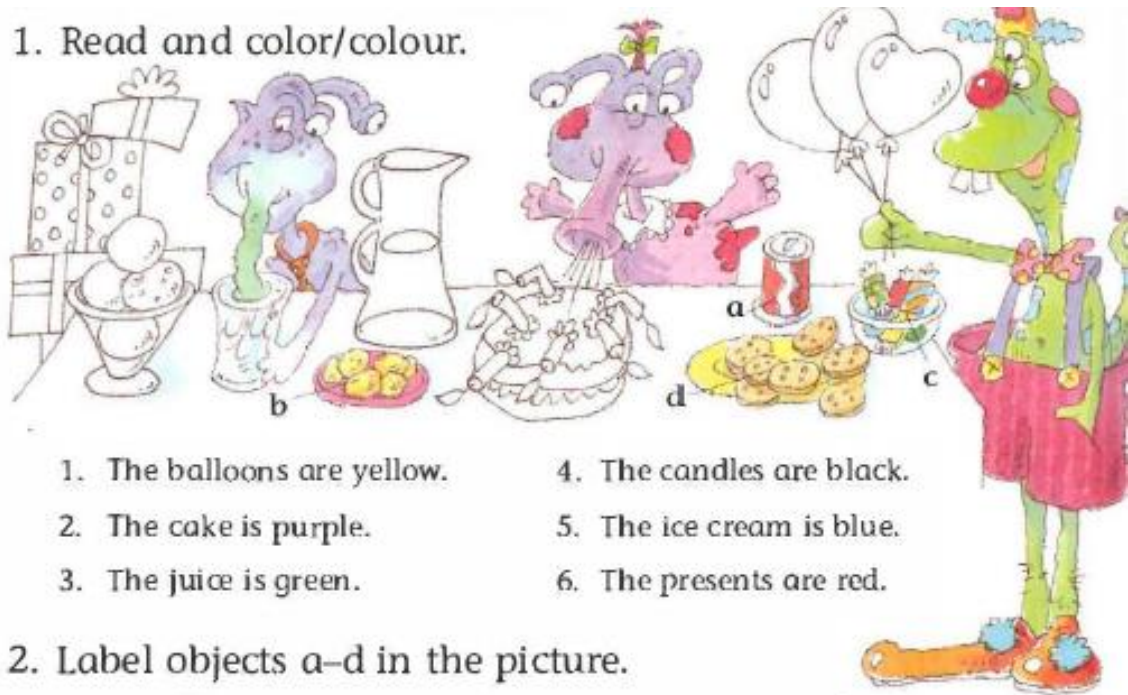 1. Read and color/colour.
a
b
d
c
1. The balloons are yellow.
2. The cake is purple.
3. The juice is green.
4. The candles are black.
5. The ice cream is blue.
6. The presents are red.
2. Label objects a–d in the picture.